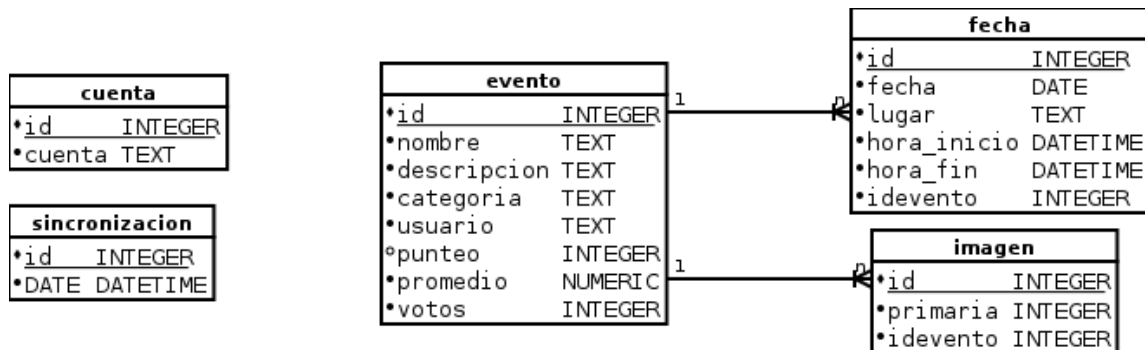 cuenta
id INTEGER
cuenta TEXT
sincronizacion
id INTEGER
DATE DATETIME
evento
id INTEGER
nombre TEXT
descripcion TEXT
categoria TEXT
usuario TEXT
punteo INTEGER
promedio NUMERIC
votos INTEGER
1
n
1
n
fecha
id INTEGER
fecha DATE
lugar TEXT
hora_inicio DATETIME
hora_fin DATETIME
idevento INTEGER
imagen
id INTEGER
primaria INTEGER
idevento INTEGER